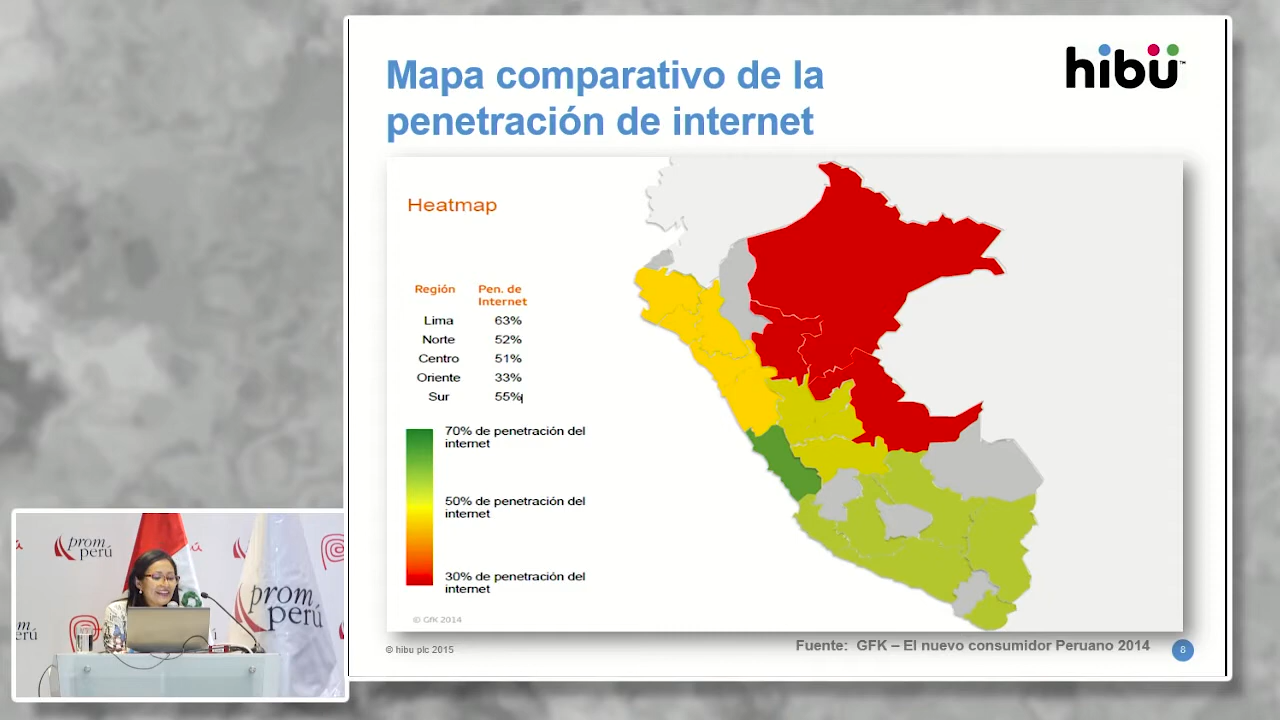 Mapa comparativo de la
penetración de internet
hibü™
Heatmap
Región Pen. de
Internet
Lima 63%
Norte 52%
Centro 51%
Oriente 33%
Sur 55%
70% de penetración del
internet
50% de penetración del
internet
30% de penetración del
internet
© GfK 2014
Fuente: GFK – El nuevo consumidor Peruano 2014
© hibu plc 2015
8
prom
perú
prom
perú